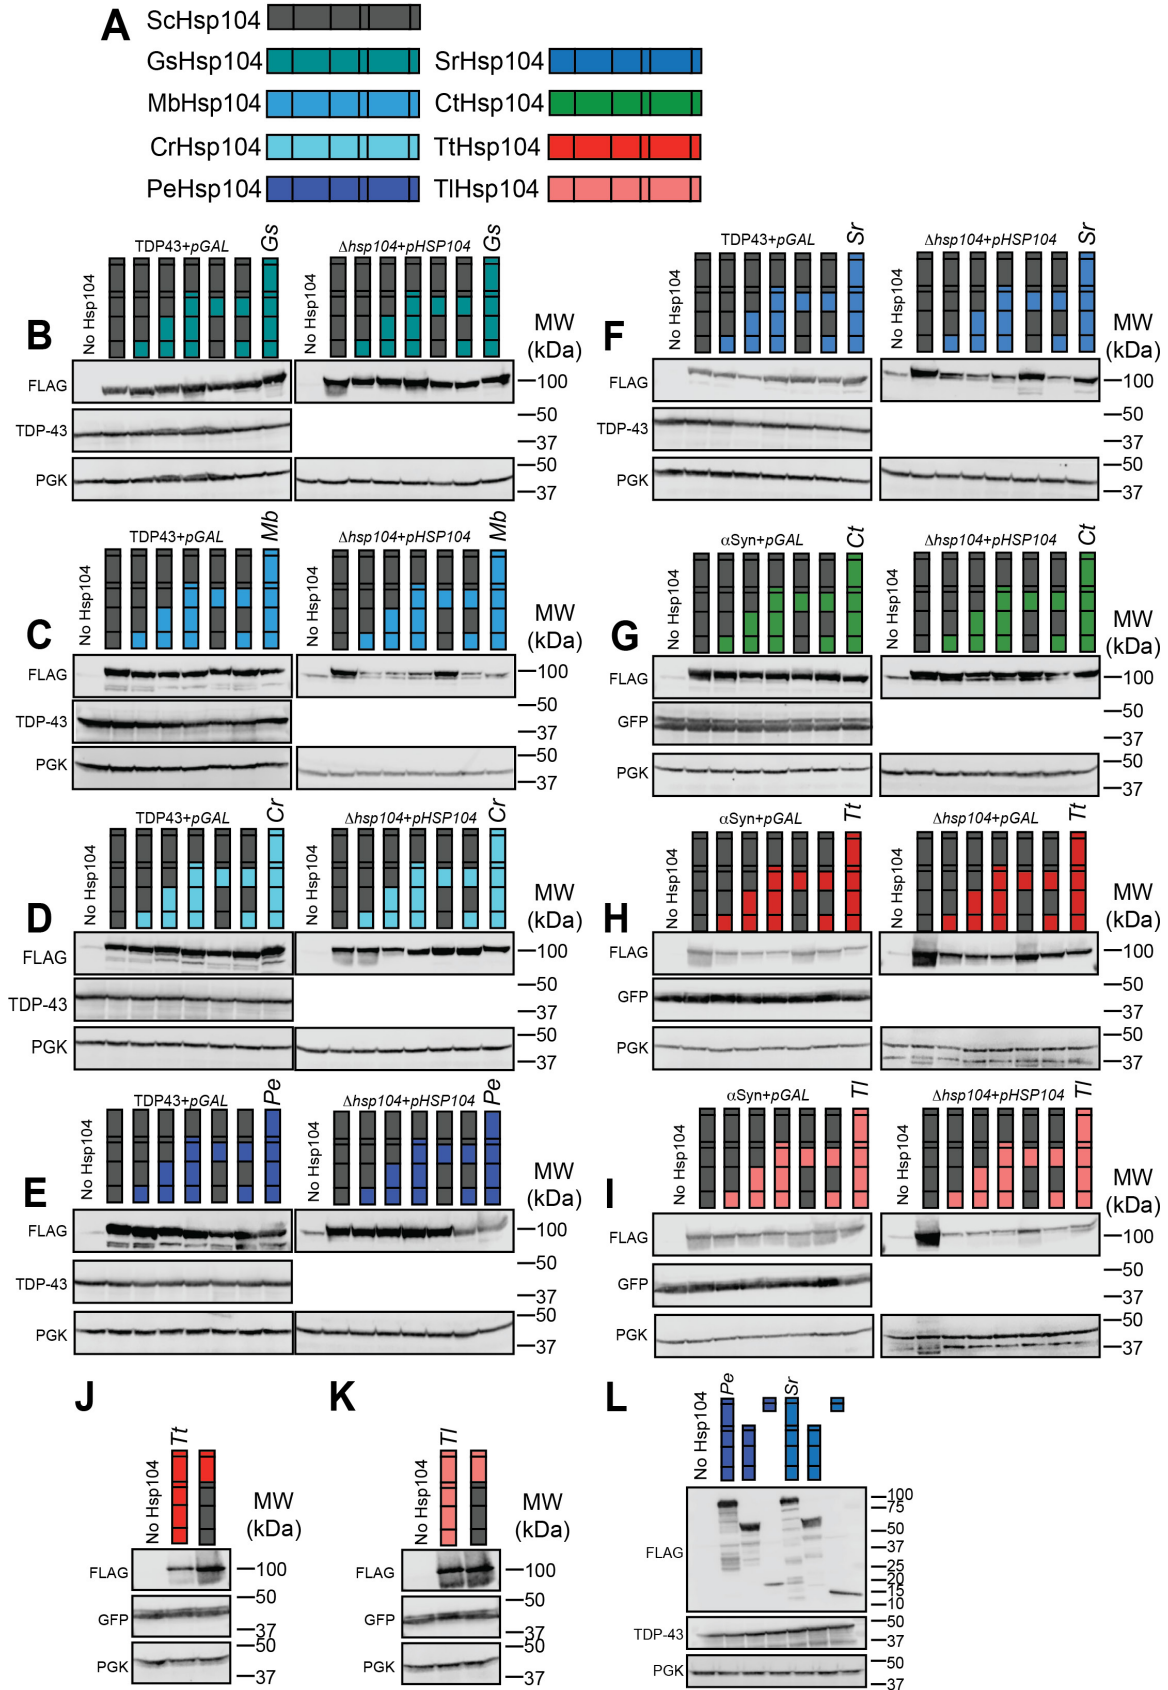 A
ScHsp104
GsHsp104
SrHsp104
MbHsp104
CtHsp104
CrHsp104
TtHsp104
PeHsp104
TlHsp104
B
TDP43+pGAL
Gs
Δhsp104+pHSP104
Gs
No Hsp104
No Hsp104
MW
(kDa)
FLAG
100
TDP-43
50
37
PGK
50
37
F
TDP43+pGAL
Sr
Δhsp104+pHSP104
Sr
No Hsp104
No Hsp104
MW
(kDa)
FLAG
100
TDP-43
50
37
PGK
50
37
C
TDP43+pGAL
Mb
Δhsp104+pHSP104
Mb
No Hsp104
No Hsp104
MW
(kDa)
FLAG
100
TDP-43
50
37
PGK
50
37
G
αSyn+pGAL
Ct
Δhsp104+pHSP104
Ct
No Hsp104
No Hsp104
MW
(kDa)
FLAG
100
GFP
50
37
PGK
50
37
D
TDP43+pGAL
Cr
Δhsp104+pHSP104
Cr
No Hsp104
No Hsp104
MW
(kDa)
FLAG
100
TDP-43
50
37
PGK
50
37
H
αSyn+pGAL
Tt
Δhsp104+pGAL
Tt
No Hsp104
No Hsp104
MW
(kDa)
FLAG
100
GFP
50
37
PGK
50
37
E
TDP43+pGAL
Pe
Δhsp104+pHSP104
Pe
No Hsp104
No Hsp104
MW
(kDa)
FLAG
100
TDP-43
50
37
PGK
50
37
I
αSyn+pGAL
Tl
Δhsp104+pHSP104
Tl
No Hsp104
No Hsp104
MW
(kDa)
FLAG
100
GFP
50
37
PGK
50
37
J
No Hsp104
Tt
MW
(kDa)
FLAG
100
GFP
50
37
PGK
50
37
K
No Hsp104
Tl
MW
(kDa)
FLAG
100
GFP
50
37
PGK
50
37
L
No Hsp104
Pe
Sr
FLAG
100
75
50
37
25
20
15
10
TDP-43
50
37
PGK
50
37